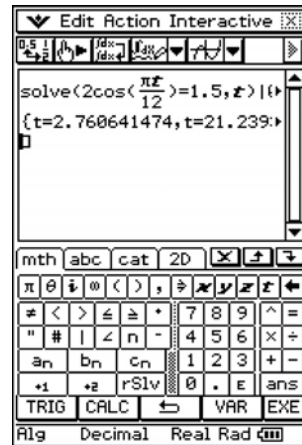 Edit Action Interactive
solve(2cos(πt/12)=1.5,t)|(
{t=2.760641474,t=21.239
mth abc cat 2D
π θ i ∞ ( ) , ⇒ x y z t ←
≠ < > ≤ ≥ • 7 8 9 ^ =
" # | ∠ n - 4 5 6 × ÷
an bn cn 1 2 3 + -
+1 +2 rSlv 0 . E ans
TRIG CALC VAR EXE
Alg Decimal Real Rad